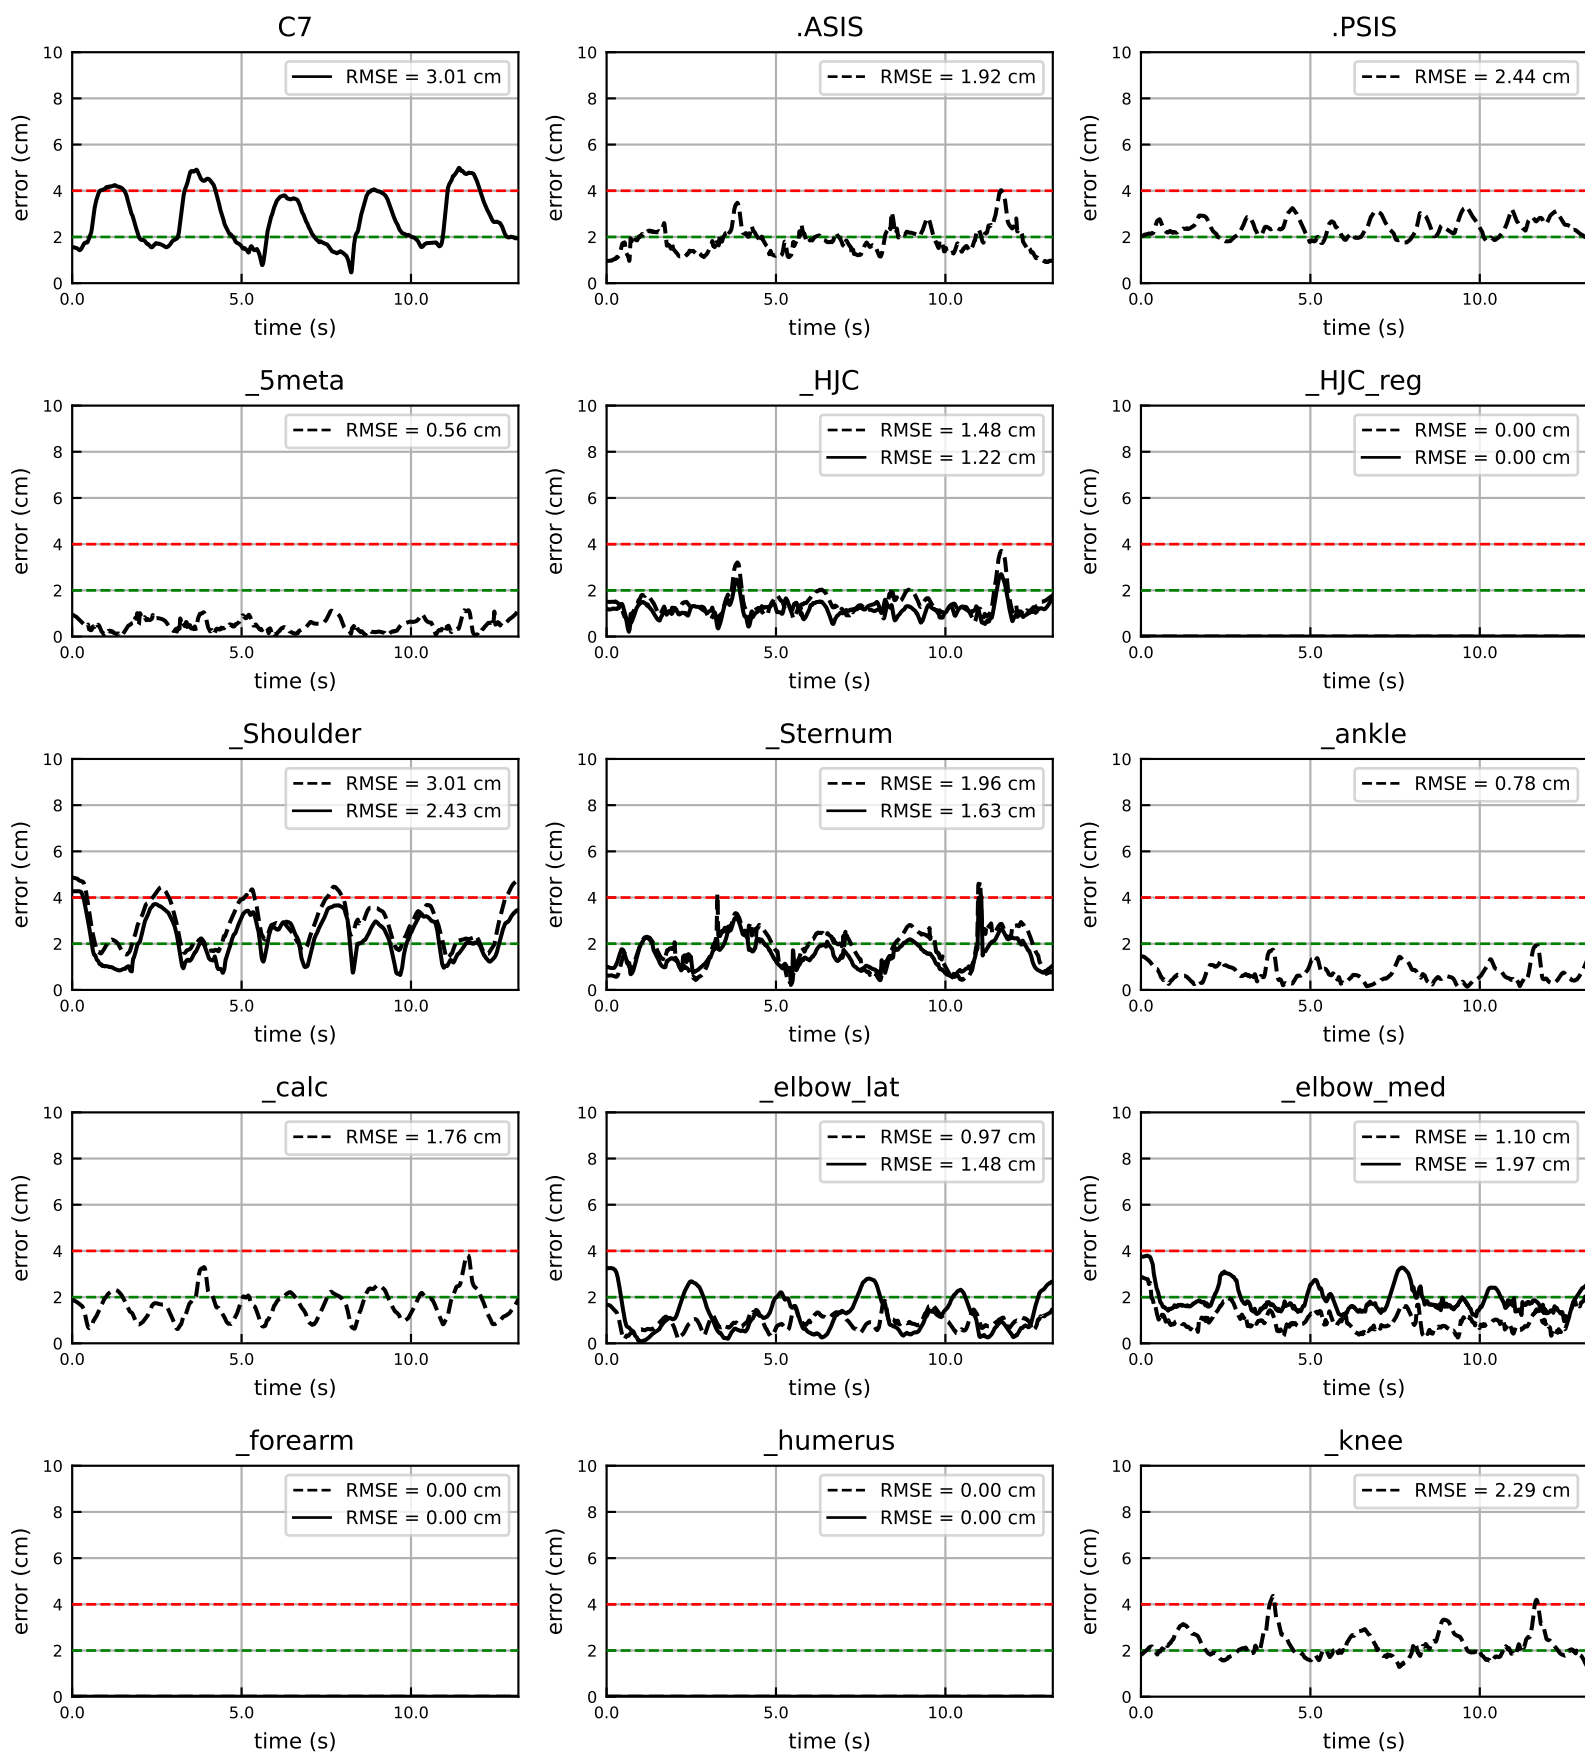 C7
10
8
6
4
2
0
error (cm)
RMSE = 3.01 cm
0.0 5.0 10.0
time (s)
.ASIS
10
8
6
4
2
0
error (cm)
RMSE = 1.92 cm
0.0 5.0 10.0
time (s)
.PSIS
10
8
6
4
2
0
error (cm)
RMSE = 2.44 cm
0.0 5.0 10.0
time (s)
_5meta
10
8
6
4
2
0
error (cm)
RMSE = 0.56 cm
0.0 5.0 10.0
time (s)
_HJC
10
8
6
4
2
0
error (cm)
RMSE = 1.48 cm
RMSE = 1.22 cm
0.0 5.0 10.0
time (s)
_HJC_reg
10
8
6
4
2
0
error (cm)
RMSE = 0.00 cm
RMSE = 0.00 cm
0.0 5.0 10.0
time (s)
_Shoulder
10
8
6
4
2
0
error (cm)
RMSE = 3.01 cm
RMSE = 2.43 cm
0.0 5.0 10.0
time (s)
_Sternum
10
8
6
4
2
0
error (cm)
RMSE = 1.96 cm
RMSE = 1.63 cm
0.0 5.0 10.0
time (s)
_ankle
10
8
6
4
2
0
error (cm)
RMSE = 0.78 cm
0.0 5.0 10.0
time (s)
_calc
10
8
6
4
2
0
error (cm)
RMSE = 1.76 cm
0.0 5.0 10.0
time (s)
_elbow_lat
10
8
6
4
2
0
error (cm)
RMSE = 0.97 cm
RMSE = 1.48 cm
0.0 5.0 10.0
time (s)
_elbow_med
10
8
6
4
2
0
error (cm)
RMSE = 1.10 cm
RMSE = 1.97 cm
0.0 5.0 10.0
time (s)
_forearm
10
8
6
4
2
0
error (cm)
RMSE = 0.00 cm
RMSE = 0.00 cm
0.0 5.0 10.0
time (s)
_humerus
10
8
6
4
2
0
error (cm)
RMSE = 0.00 cm
RMSE = 0.00 cm
0.0 5.0 10.0
time (s)
_knee
10
8
6
4
2
0
error (cm)
RMSE = 2.29 cm
0.0 5.0 10.0
time (s)